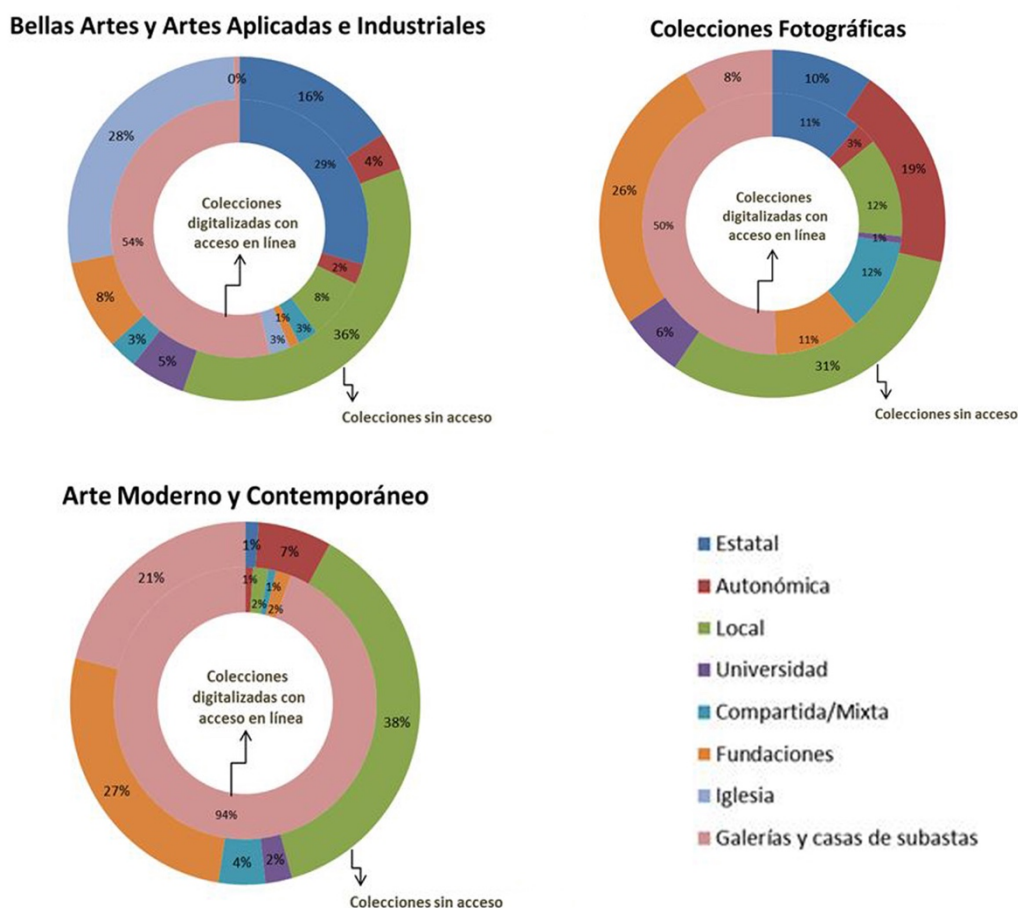 Bellas Artes y Artes Aplicadas e Industriales
0%
16%
4%
36%
5%
3%
8%
28%
29%
2%
8%
3%
1%
3%
54%
Colecciones
digitalizadas con
acceso en línea
Colecciones sin acceso
Colecciones Fotográficas
10%
19%
31%
6%
26%
8%
11%
3%
12%
1%
12%
11%
50%
Colecciones
digitalizadas con
acceso en línea
Colecciones sin acceso
Arte Moderno y Contemporáneo
1%
7%
38%
2%
4%
27%
21%
1%
2%
1%
2%
94%
Colecciones
digitalizadas con
acceso en línea
Colecciones sin acceso
Estatal
Autonómica
Local
Universidad
Compartida/Mixta
Fundaciones
Iglesia
Galerías y casas de subastas